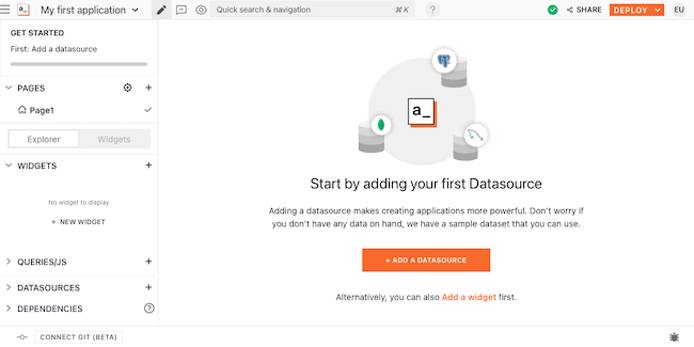 My first application
Quick search & navigation
⌘K
?
SHARE
DEPLOY
EU
GET STARTED
First: Add a datasource
PAGES
Page1
Explorer
Widgets
WIDGETS
No widget to display
+ NEW WIDGET
QUERIES/JS
DATASOURCES
DEPENDENCIES
?
CONNECT GIT (BETA)
a_
Start by adding your first Datasource
Adding a datasource makes creating applications more powerful. Don't worry if
you don't have any data on hand, we have a sample dataset that you can use.
+ ADD A DATASOURCE
Alternatively, you can also Add a widget first.